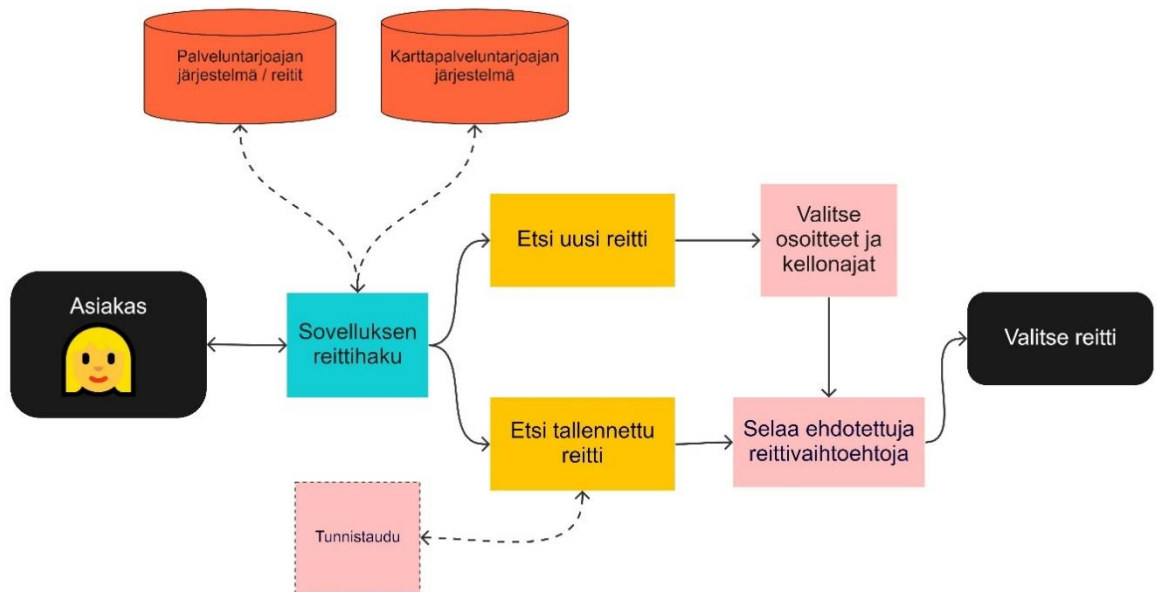 Palveluntarjoajan
järjestelmä / reitit
Karttapalveluntarjoajan
järjestelmä
Asiakas
Sovelluksen
reittihaku
Etsi uusi reitti
Valitse
osoitteet ja
kellonajat
Etsi tallennettu
reitti
Selaa ehdotettuja
reittivaihtoehtoja
Valitse reitti
Tunnistaudu